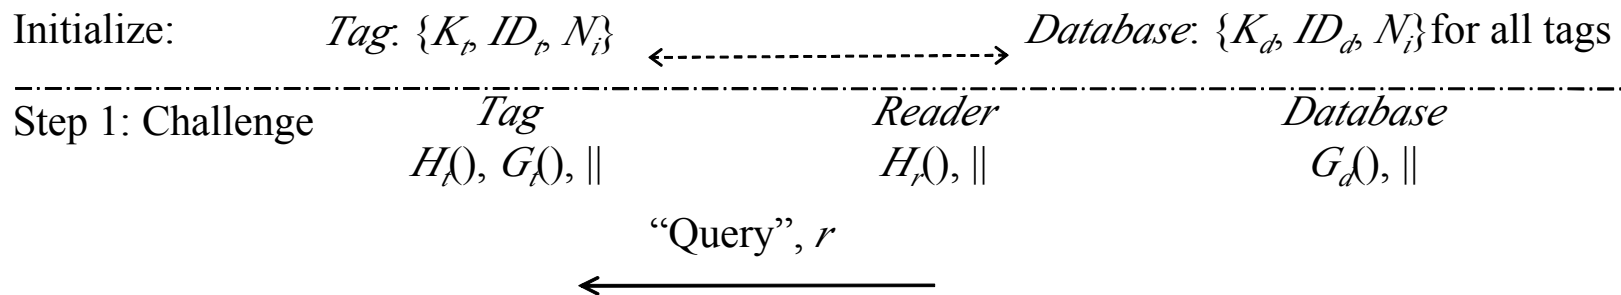 Initialize: Tag: {K_t, ID_t, N_i} Database: {K_d, ID_d, N_i} for all tags
Step 1: Challenge Tag Reader Database
H_t(), G_t(), || H_r(), || G_d(), ||
“Query”, r